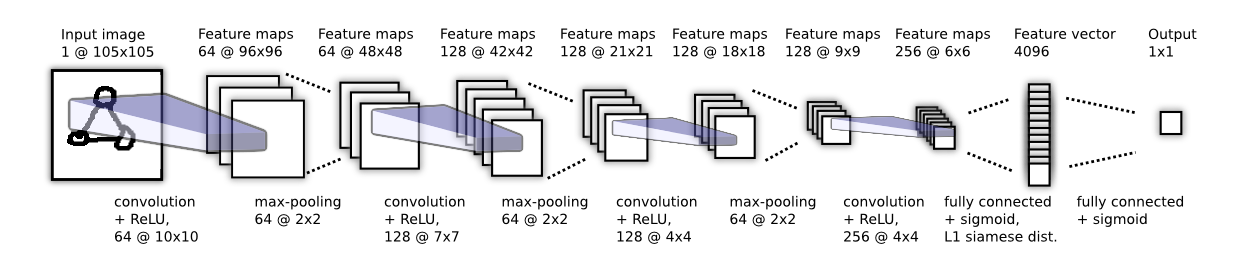 Input image
1 @ 105x105
Feature maps
64 @ 96x96
Feature maps
64 @ 48x48
Feature maps
128 @ 42x42
Feature maps
128 @ 21x21
Feature maps
128 @ 18x18
Feature maps
128 @ 9x9
Feature maps
256 @ 6x6
Feature vector
4096
Output
1x1
convolution
+ ReLU,
64 @ 10x10
max-pooling
64 @ 2x2
convolution
+ ReLU,
128 @ 7x7
max-pooling
64 @ 2x2
convolution
+ ReLU,
128 @ 4x4
max-pooling
64 @ 2x2
convolution
+ ReLU,
256 @ 4x4
fully connected
+ sigmoid,
L1 siamese dist.
fully connected
+ sigmoid